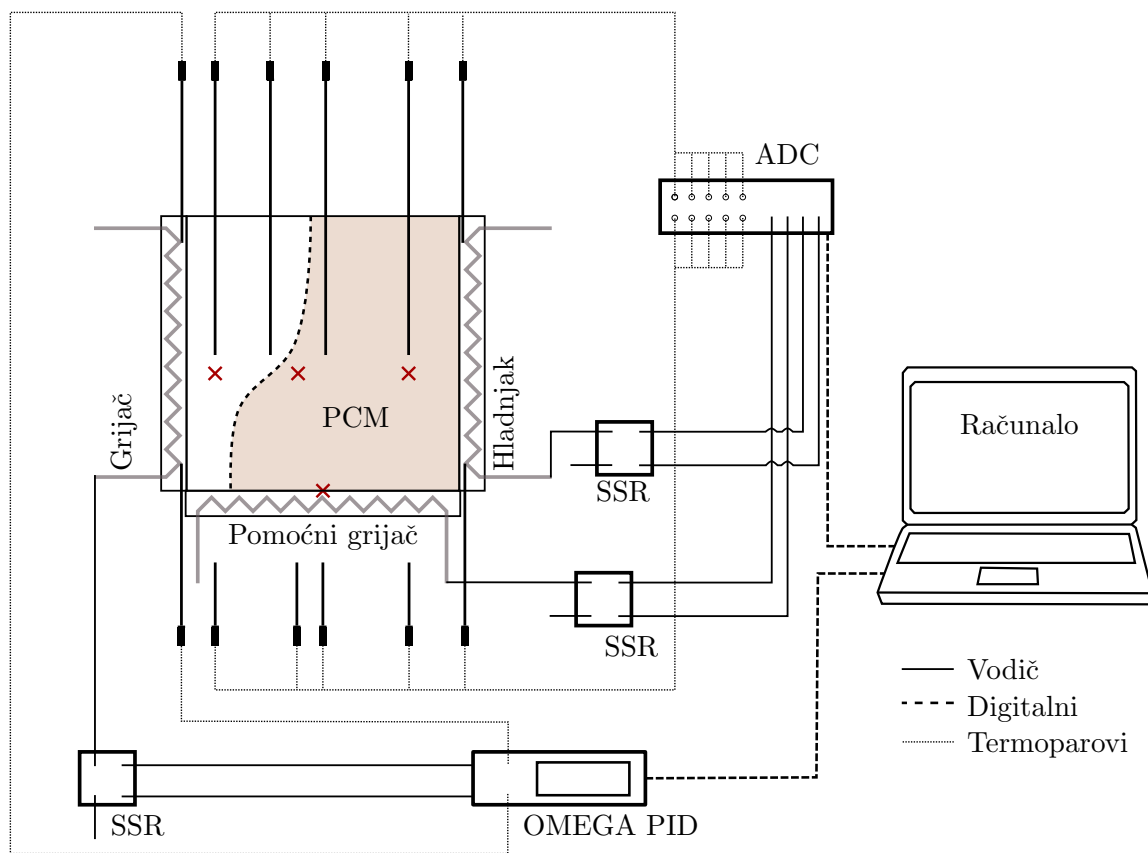 ADC
Grijač
PCM
Hladnjak
Računalo
SSR
Pomoćni grijač
SSR
Vodič
Digitalni
Termoparovi
SSR
OMEGA PID